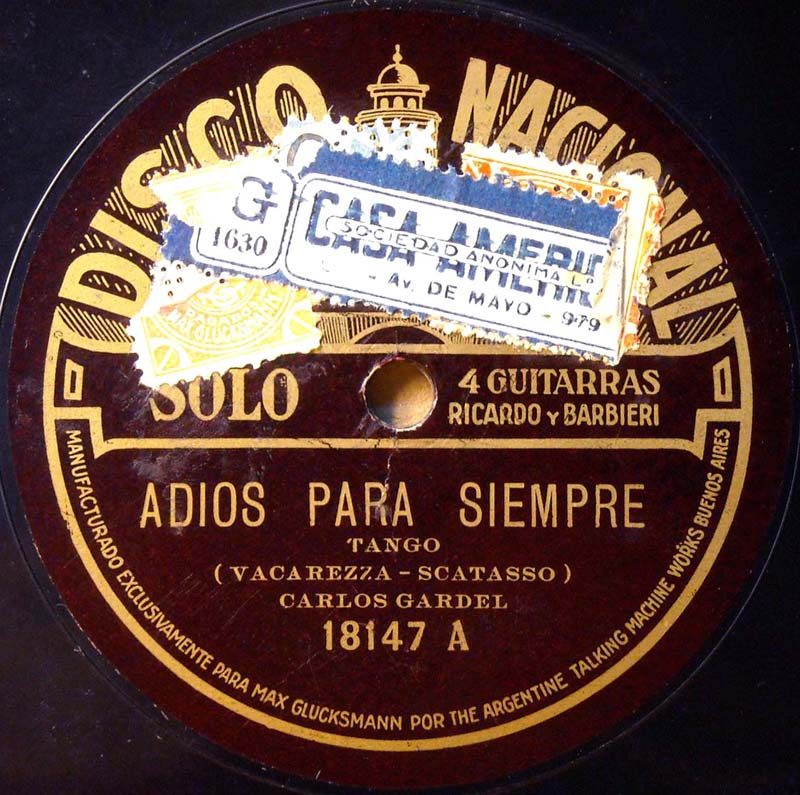 DISCO NACIONAL
G
1630
CASA
SOCIEDAD ANONIMA
CASA
AV. DE MAYO - 979
SOLO
4 GUITARRAS
RICARDO Y BARBIERI
ADIOS PARA SIEMPRE
TANGO
(VACAREZZA - SCATASSO)
CARLOS GARDEL
18147 A
MANUFACTURADO EXCLUSIVAMENTE PARA MAX GLUCKSMANN POR THE ARGENTINE TALKING MACHINE WORKS BUENOS AIRES